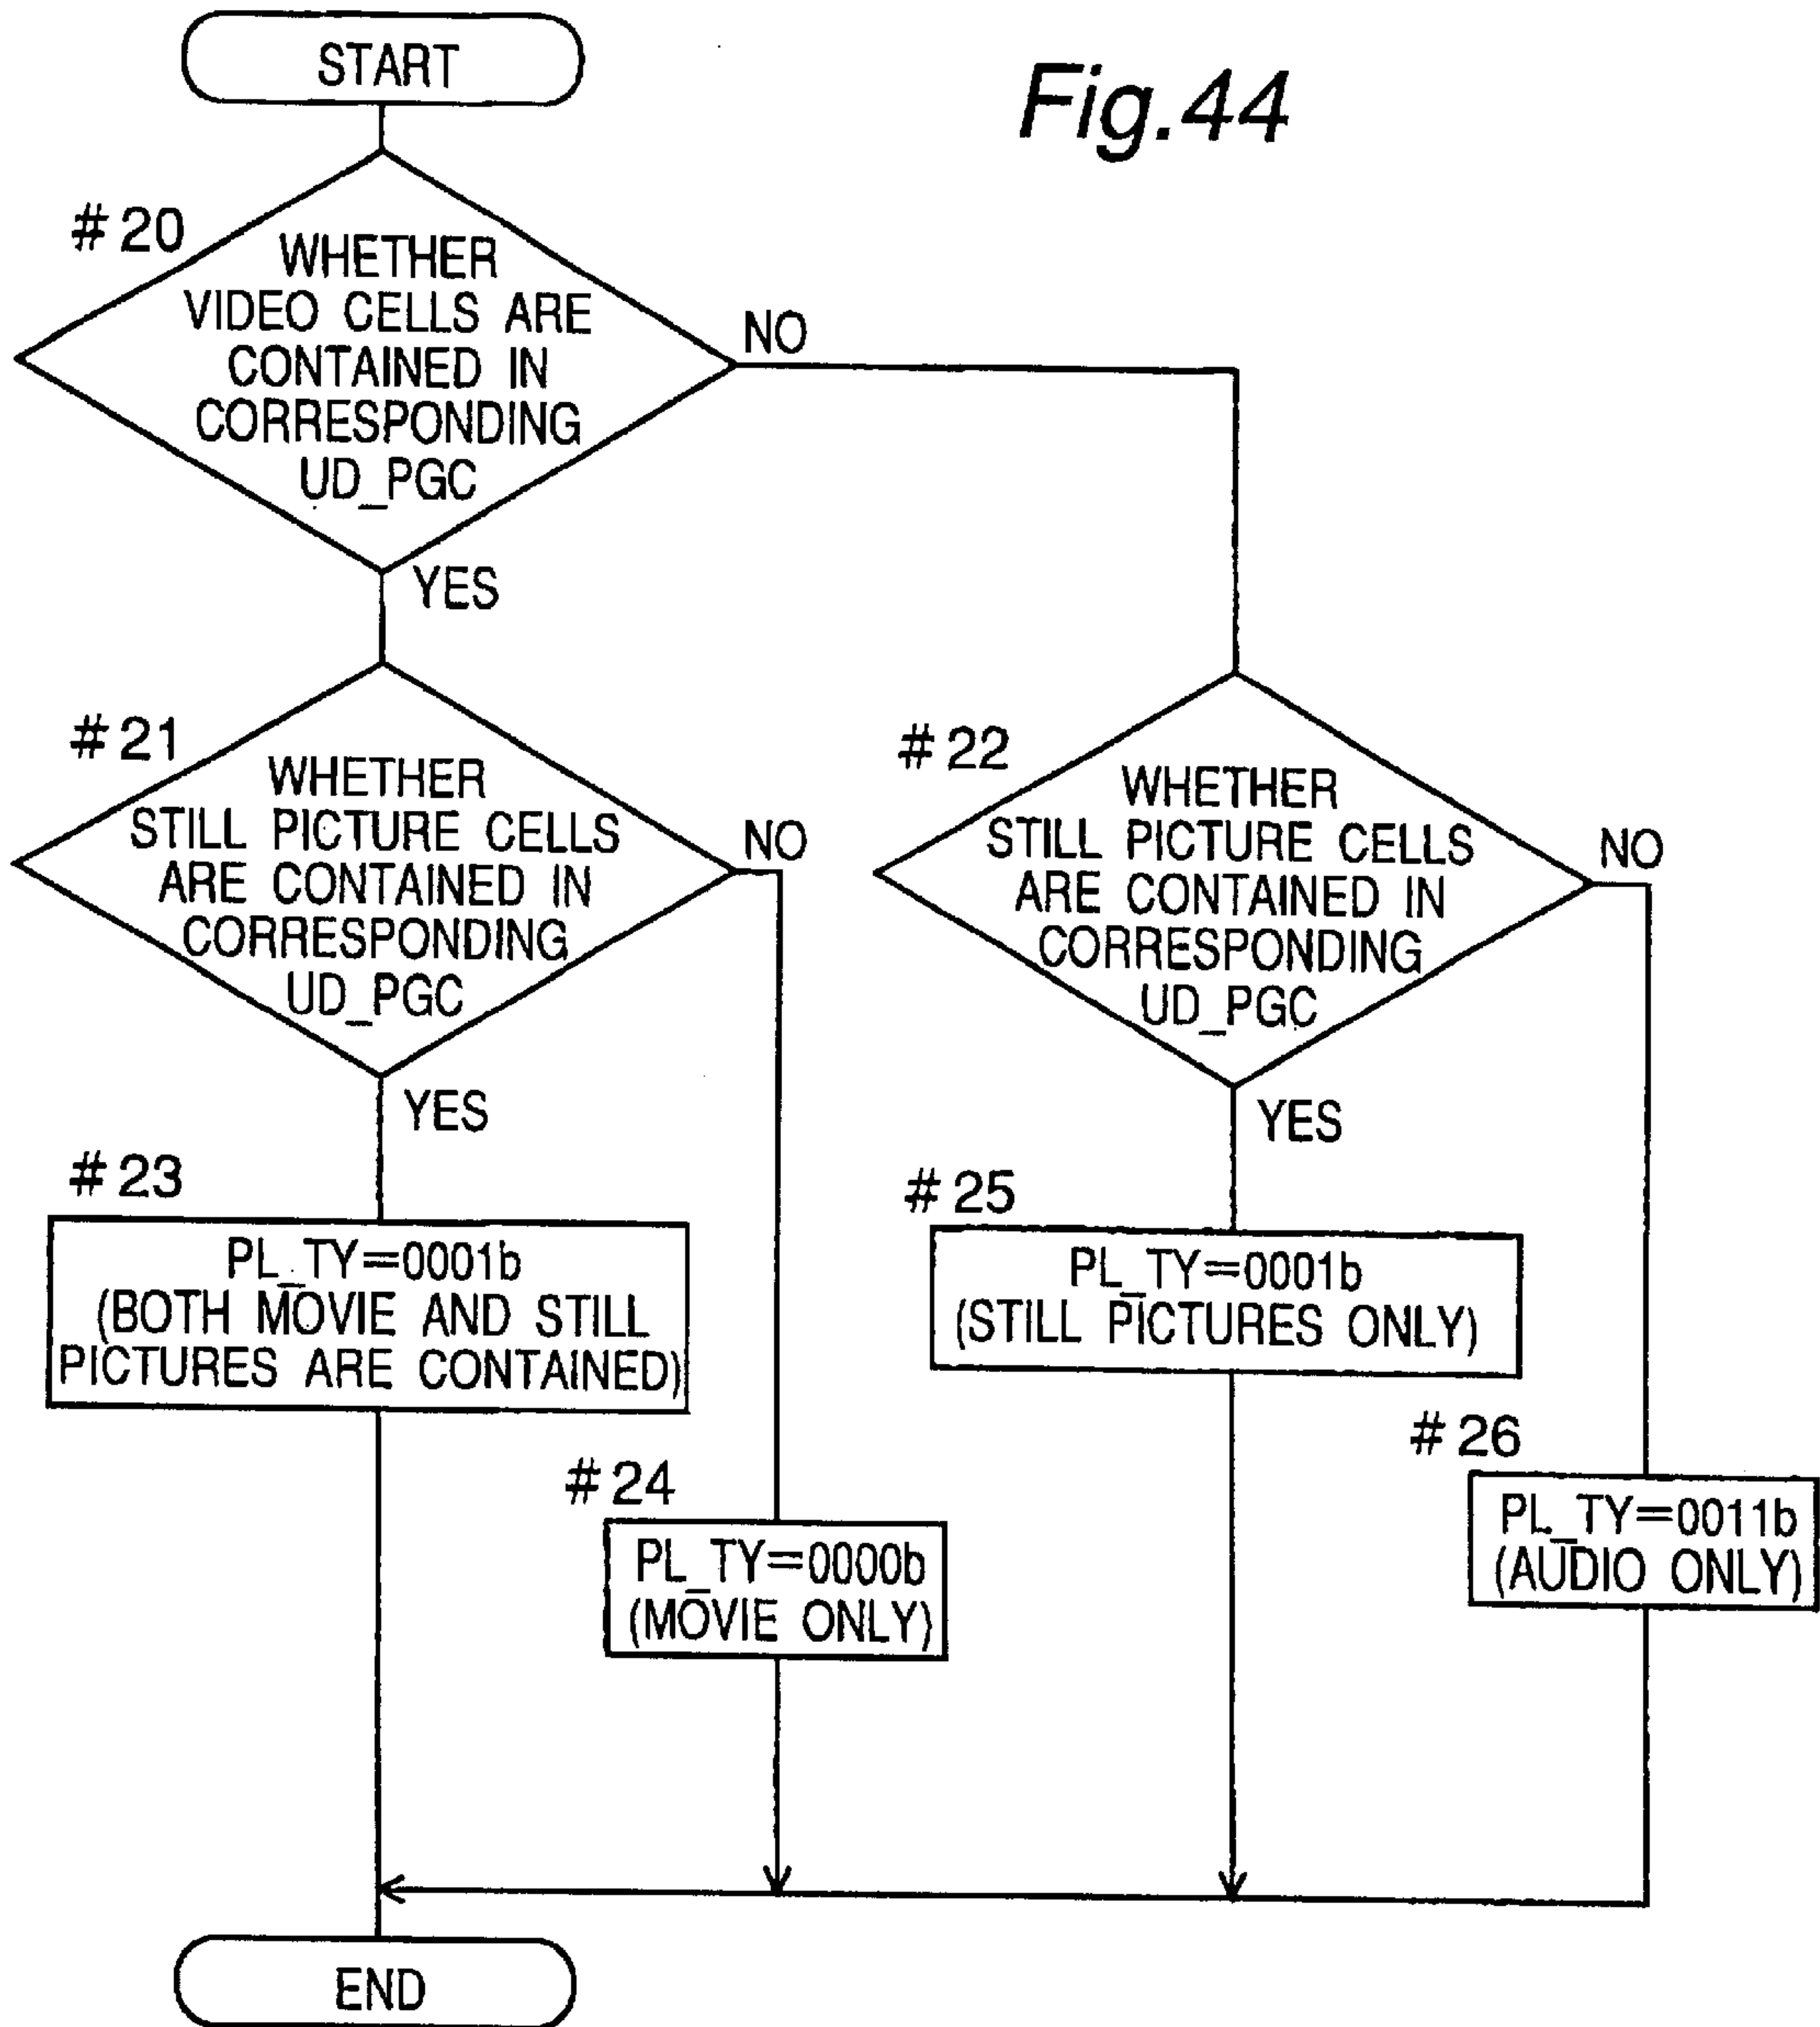 START
Fig.44
#20
WHETHER
VIDEO CELLS ARE
CONTAINED IN
CORRESPONDING
UD_PGC
NO
YES
#21
WHETHER
STILL PICTURE CELLS
ARE CONTAINED IN
CORRESPONDING
UD_PGC
NO
YES
#22
WHETHER
STILL PICTURE CELLS
ARE CONTAINED IN
CORRESPONDING
UD_PGC
NO
YES
#23
PL_TY=0001b
(BOTH MOVIE AND STILL
PICTURES ARE CONTAINED)
#24
PL_TY=0000b
(MOVIE ONLY)
#25
PL_TY=0001b
(STILL PICTURES ONLY)
#26
PL_TY=0011b
(AUDIO ONLY)
END